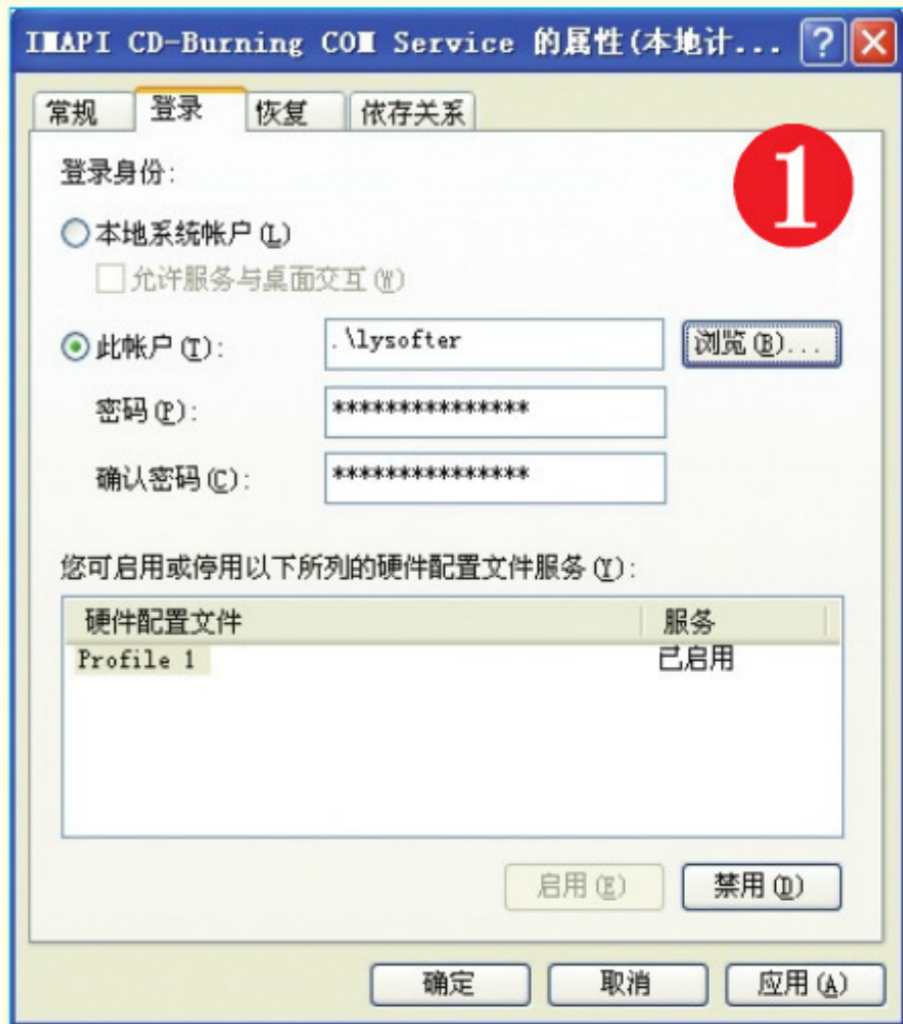 IMAPI CD-Burning COM Service 的属性(本地计...
常规 登录 恢复 依存关系
1
登录身份:
本地系统帐户(L)
允许服务与桌面交互(W)
此帐户(T): .\lysofter 浏览(B)...
密码(P): ***************
确认密码(C): ***************
您可启用或停用以下所列的硬件配置文件服务(Y):
硬件配置文件 服务
Profile 1 已启用
启用(E) 禁用(D)
确定 取消 应用(A)